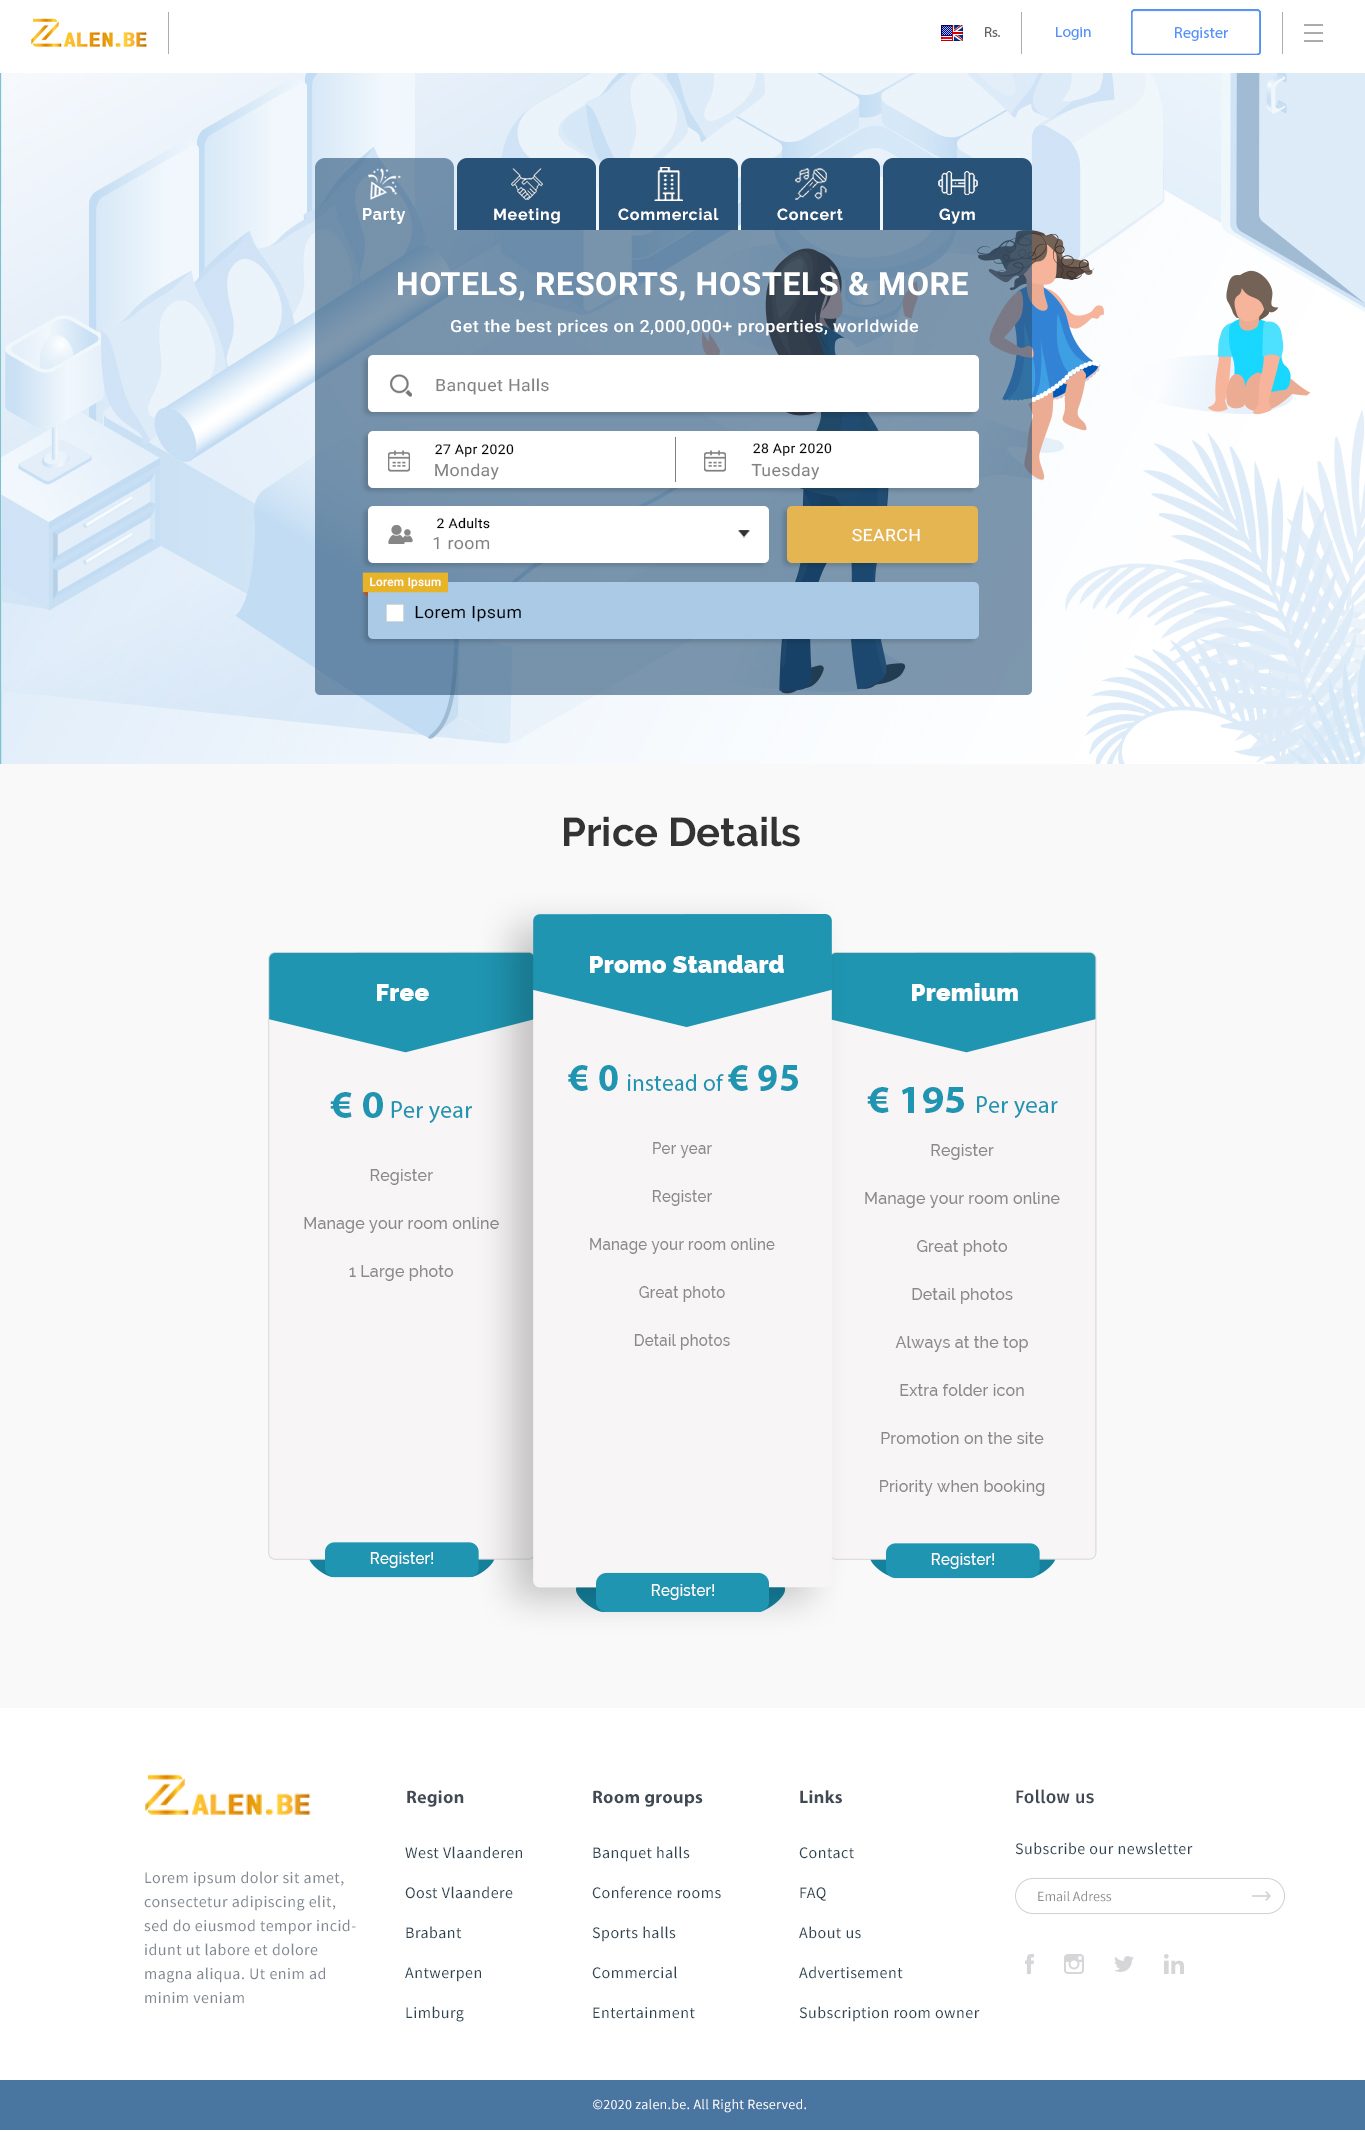 ZALEN.BE
Rs.
Login
Register
Party
Meeting
Commercial
Concert
Gym
HOTELS, RESORTS, HOSTELS & MORE
Get the best prices on 2,000,000+ properties, worldwide
Banquet Halls
27 Apr 2020
Monday
28 Apr 2020
Tuesday
2 Adults
1 room
SEARCH
Lorem Ipsum
Lorem Ipsum
Price Details
Free
€ 0 Per year
Register
Manage your room online
1 Large photo
Register!
Promo Standard
€ 0 instead of € 95
Per year
Register
Manage your room online
Great photo
Detail photos
Register!
Premium
€ 195 Per year
Register
Manage your room online
Great photo
Detail photos
Always at the top
Extra folder icon
Promotion on the site
Priority when booking
Register!
ZALEN.BE
Lorem ipsum dolor sit amet,
consectetur adipiscing elit,
sed do eiusmod tempor incid-
idunt ut labore et dolore
magna aliqua. Ut enim ad
minim veniam
Region
West Vlaanderen
Oost Vlaandere
Brabant
Antwerpen
Limburg
Room groups
Banquet halls
Conference rooms
Sports halls
Commercial
Entertainment
Links
Contact
FAQ
About us
Advertisement
Subscription room owner
Follow us
Subscribe our newsletter
Email Adress
©2020 zalen.be. All Right Reserved.